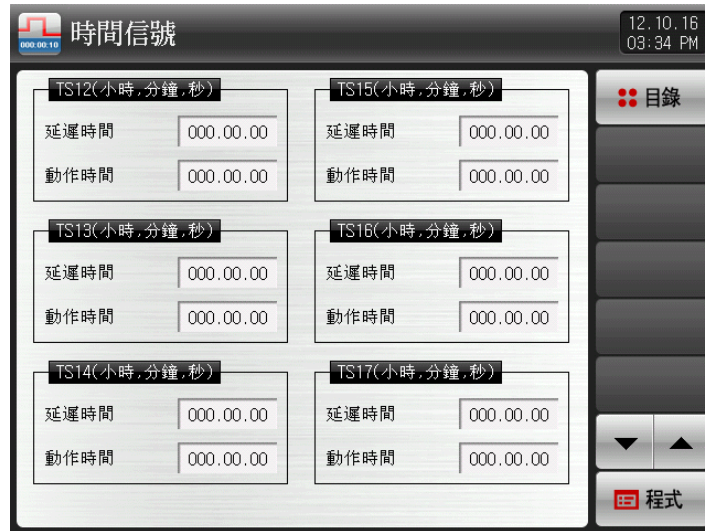 000:00:10
時間信號
12.10.16
03:34 PM
TS12(小時,分鐘,秒)
延遲時間 000.00.00
動作時間 000.00.00
TS15(小時,分鐘,秒)
延遲時間 000.00.00
動作時間 000.00.00
TS13(小時,分鐘,秒)
延遲時間 000.00.00
動作時間 000.00.00
TS16(小時,分鐘,秒)
延遲時間 000.00.00
動作時間 000.00.00
TS14(小時,分鐘,秒)
延遲時間 000.00.00
動作時間 000.00.00
TS17(小時,分鐘,秒)
延遲時間 000.00.00
動作時間 000.00.00
目錄
程式